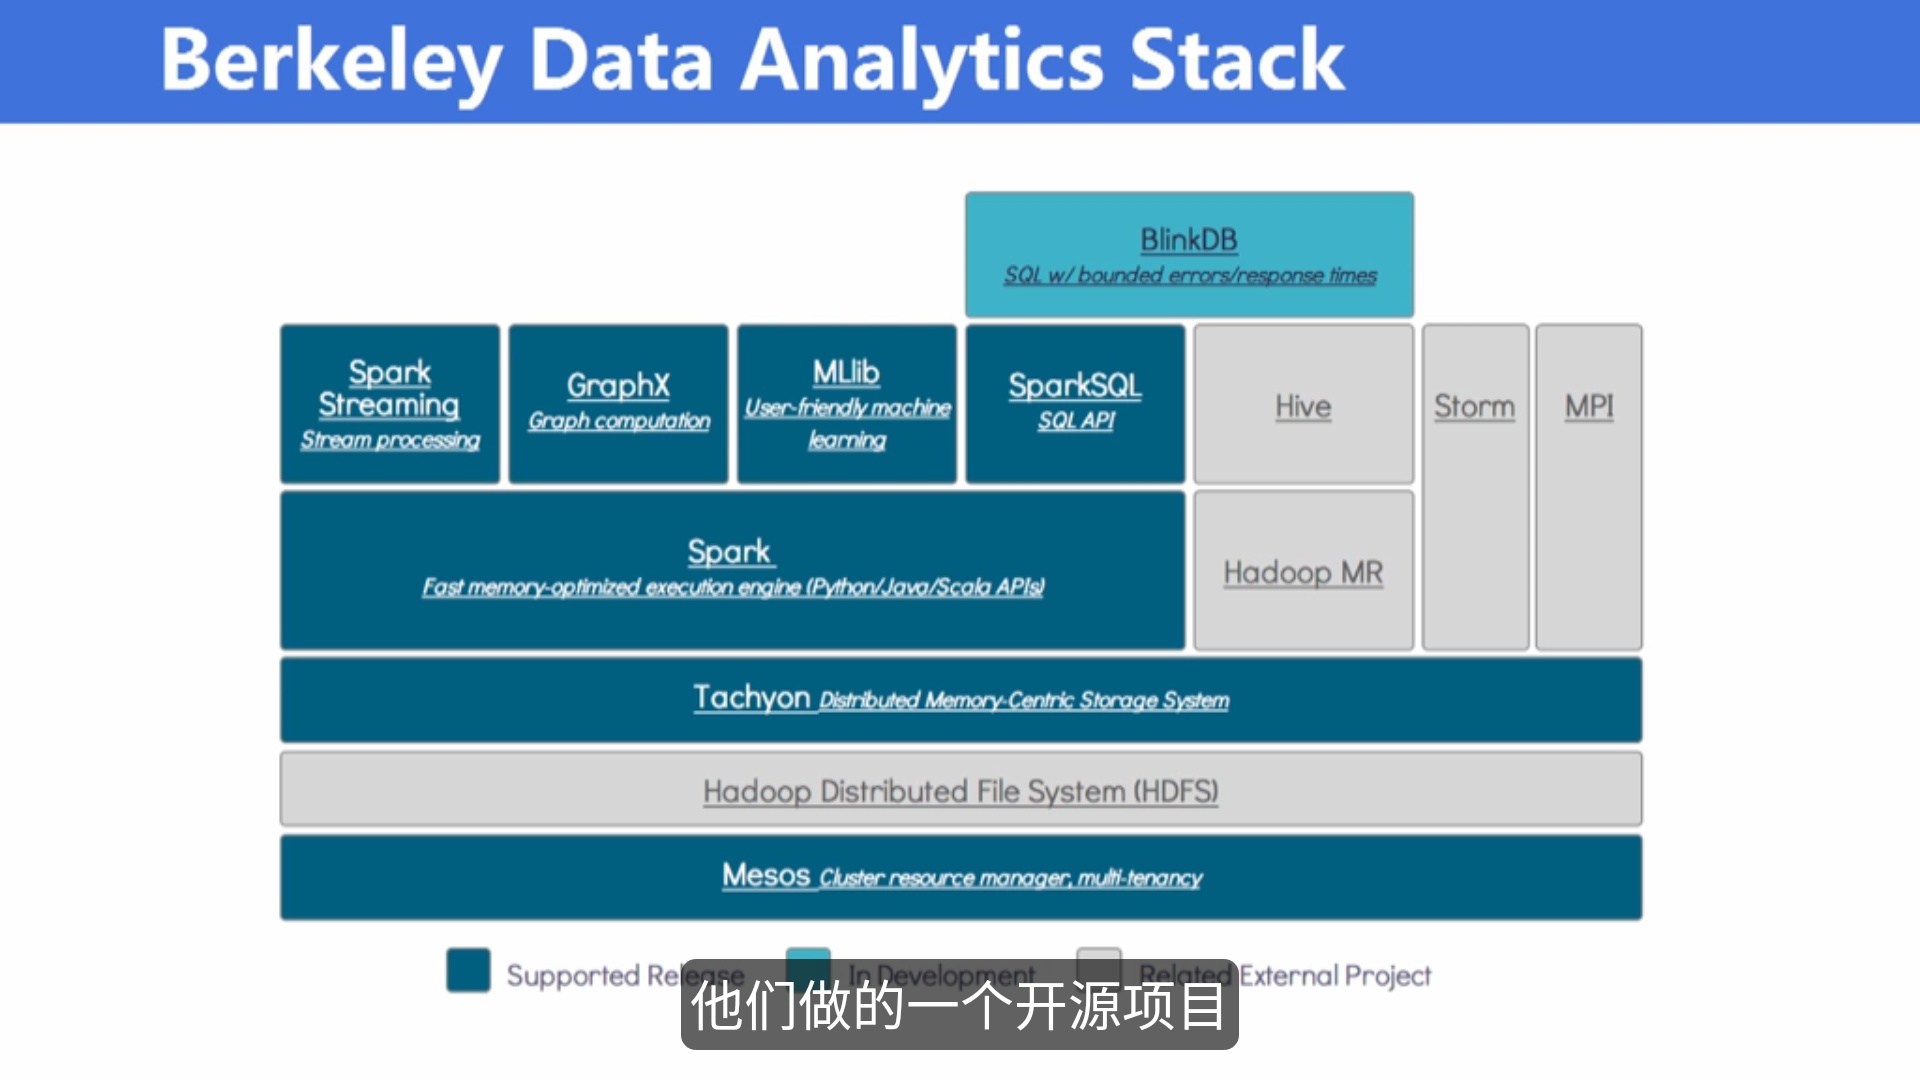 Berkeley Data Analytics Stack
BlinkDB
SQL w/ bounded errors/response times
Spark
Streaming
Stream processing
GraphX
Graph computation
MLlib
User-friendly machine
learning
SparkSQL
SQL API
Hive
Storm
MPI
Spark
Fast memory-optimized execution engine (Python/Java/Scala APIs)
Hadoop MR
Tachyon Distributed Memory-Centric Storage System
Hadoop Distributed File System (HDFS)
Mesos Cluster resource manager, multi-tenancy
Supported Release In Development Related External Project
他们做的一个开源项目